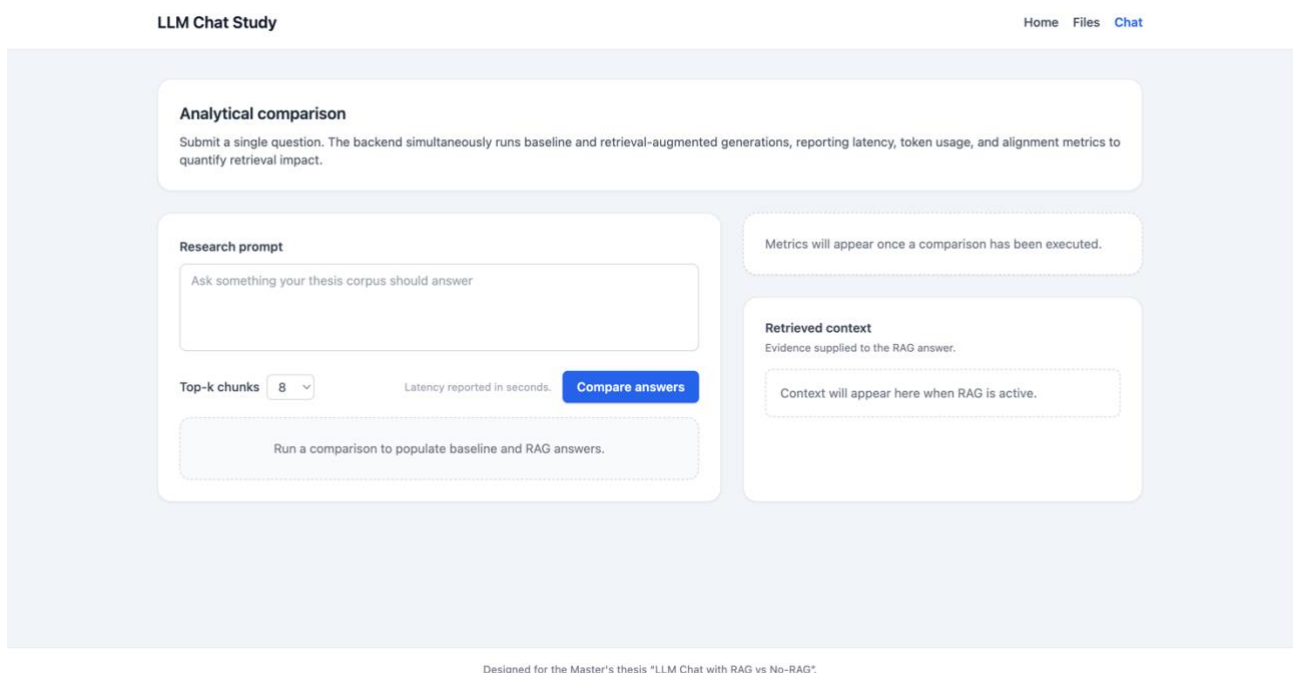 LLM Chat Study
Home Files Chat
Analytical comparison
Submit a single question. The backend simultaneously runs baseline and retrieval-augmented generations, reporting latency, token usage, and alignment metrics to
quantify retrieval impact.
Research prompt
Ask something your thesis corpus should answer
Top-k chunks 8 Latency reported in seconds. Compare answers
Run a comparison to populate baseline and RAG answers.
Metrics will appear once a comparison has been executed.
Retrieved context
Evidence supplied to the RAG answer.
Context will appear here when RAG is active.
Designed for the Master's thesis "LLM Chat with RAG vs No-RAG".